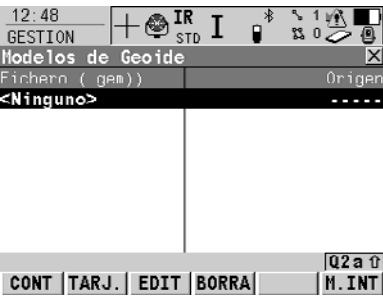 12:48
GESTION
IR
STD
I
1
0
Modelos de Geoide
Fichero ( gem)) Origen
<Ninguno> -----
Q2a
CONT TARJ. EDIT BORRA M.INT